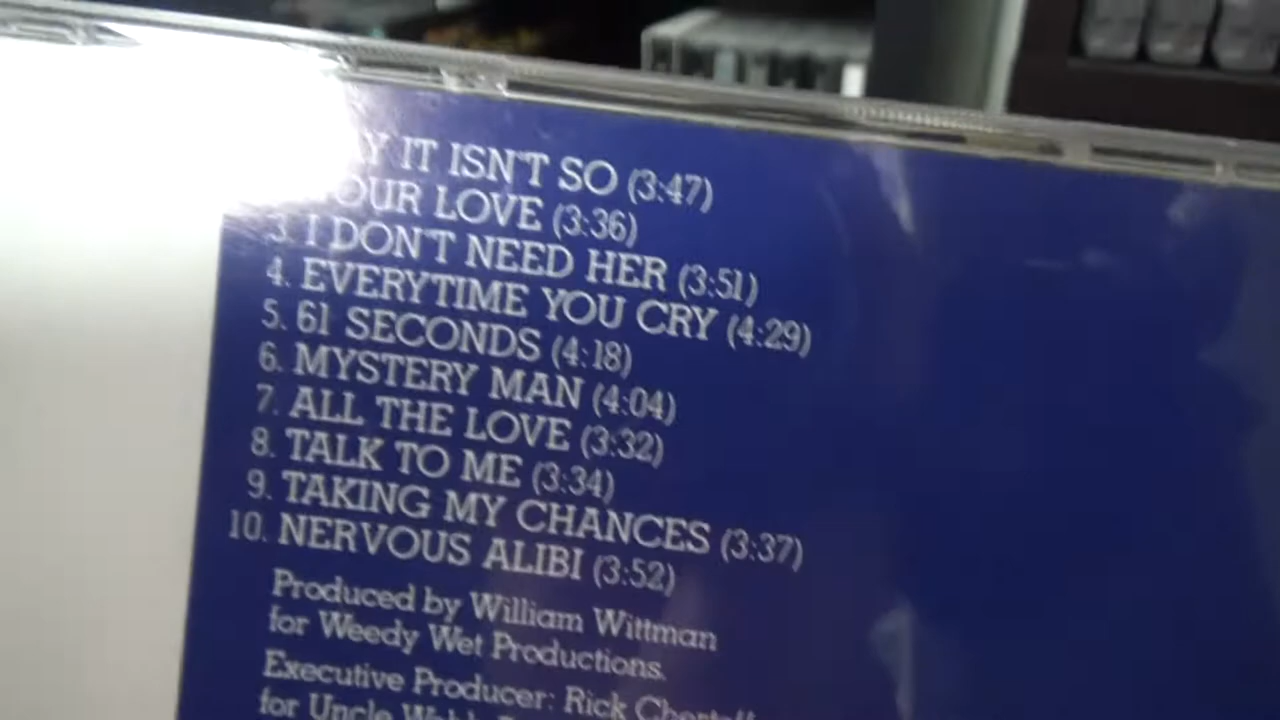 IT ISN'T SO (3:47)
OUR LOVE (3:36)
3. I DON'T NEED HER (3:51)
4. EVERYTIME YOU CRY (4:29)
5. 61 SECONDS (4:18)
6. MYSTERY MAN (4:04)
7. ALL THE LOVE (3:32)
8. TALK TO ME (3:34)
9. TAKING MY CHANCES (3:37)
10. NERVOUS ALIBI (3:52)
Produced by William Wittman
for Weedy Wet Productions.
Executive Producer: Rick
for Uncle